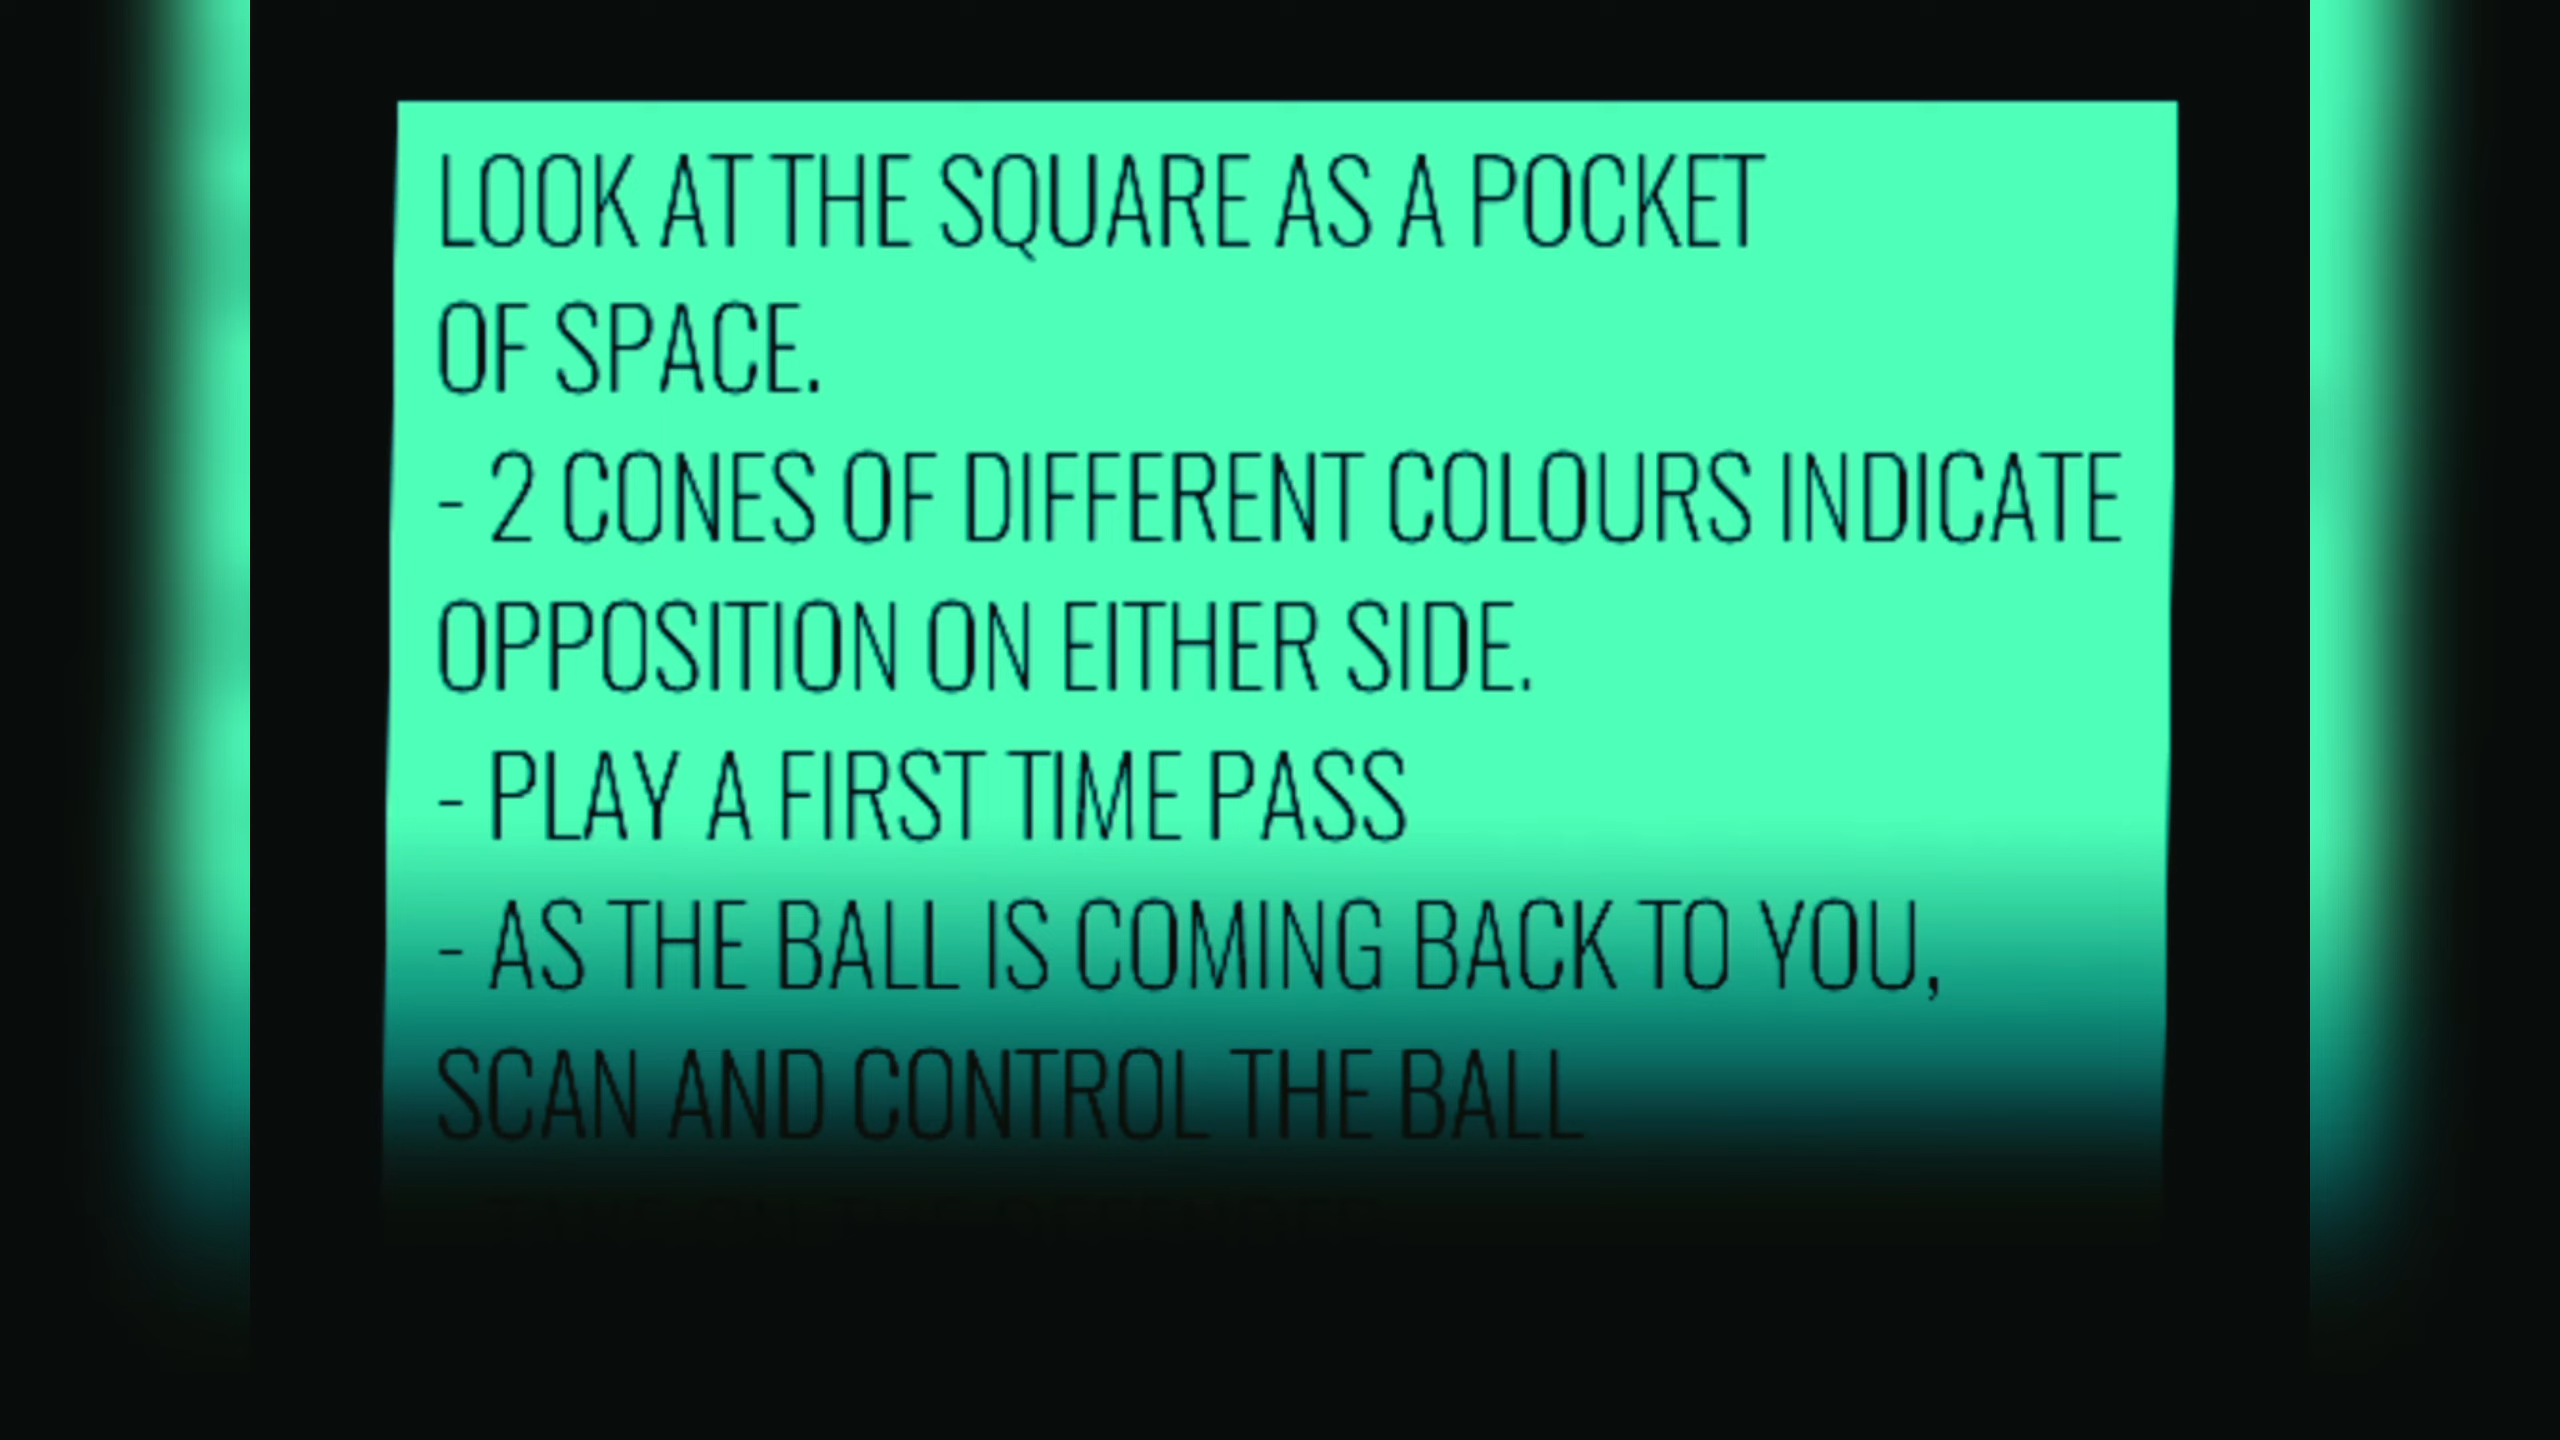 LOOK AT THE SQUARE AS A POCKET
OF SPACE.
- 2 CONES OF DIFFERENT COLOURS INDICATE
OPPOSITION ON EITHER SIDE.
- PLAY A FIRST TIME PASS
- AS THE BALL IS COMING BACK TO YOU,
SCAN AND CONTROL THE BALL